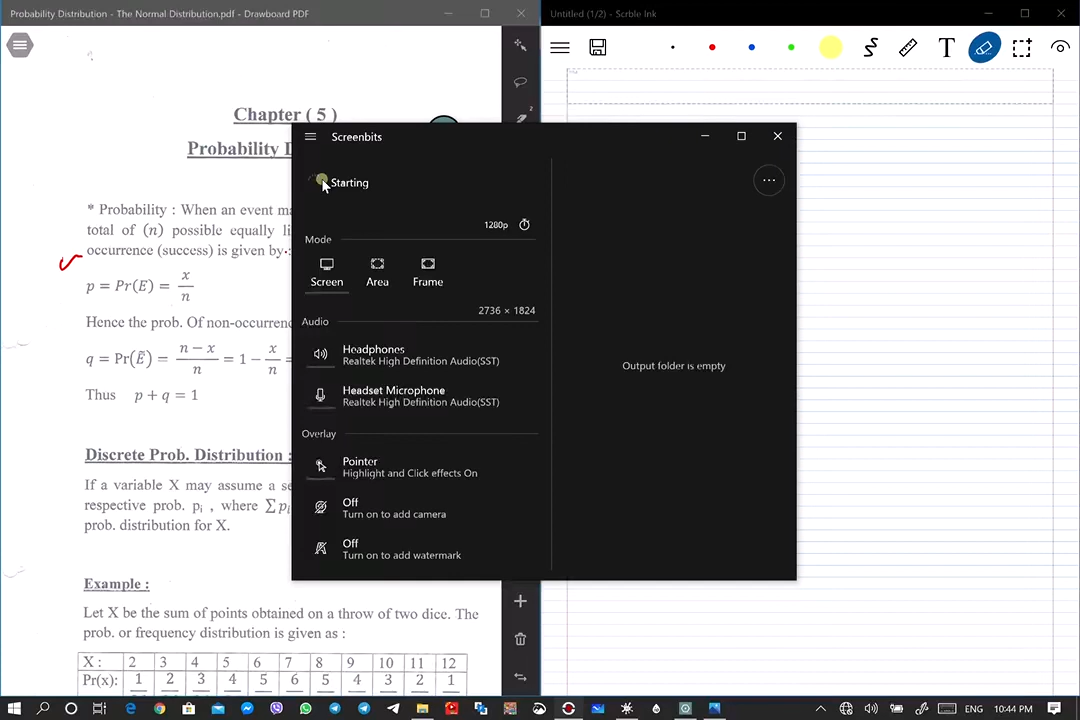 Probability Distribution - The Normal Distribution.pdf - Drawboard PDF
Untitled (1/2) - Scrble Ink
T
Chapter ( 5 )
Probability D
* Probability : When an event ma
total of (n) possible equally li
occurrence (success) is given by :
p = Pr(E) = x/n
Hence the prob. Of non-occurrenc
q = Pr(Ē) = (n − x)/n = 1 − x/n =
Thus p + q = 1
Discrete Prob. Distribution :
If a variable X may assume a se
respective prob. pᵢ , where ∑pᵢ
prob. distribution for X.
Example :
Let X be the sum of points obtained on a throw of two dice. The
prob. or frequency distribution is given as :
X : 2 3 4 5 6 7 8 9 10 11 12
Pr(x): 1 2 3 4 5 6 5 4 3 2 1
Screenbits
Starting
1280p
Mode
Screen Area Frame
2736 × 1824
Audio
Headphones
Realtek High Definition Audio(SST)
Headset Microphone
Realtek High Definition Audio(SST)
Overlay
Pointer
Highlight and Click effects On
Off
Turn on to add camera
Off
Turn on to add watermark
Output folder is empty
ENG 10:44 PM